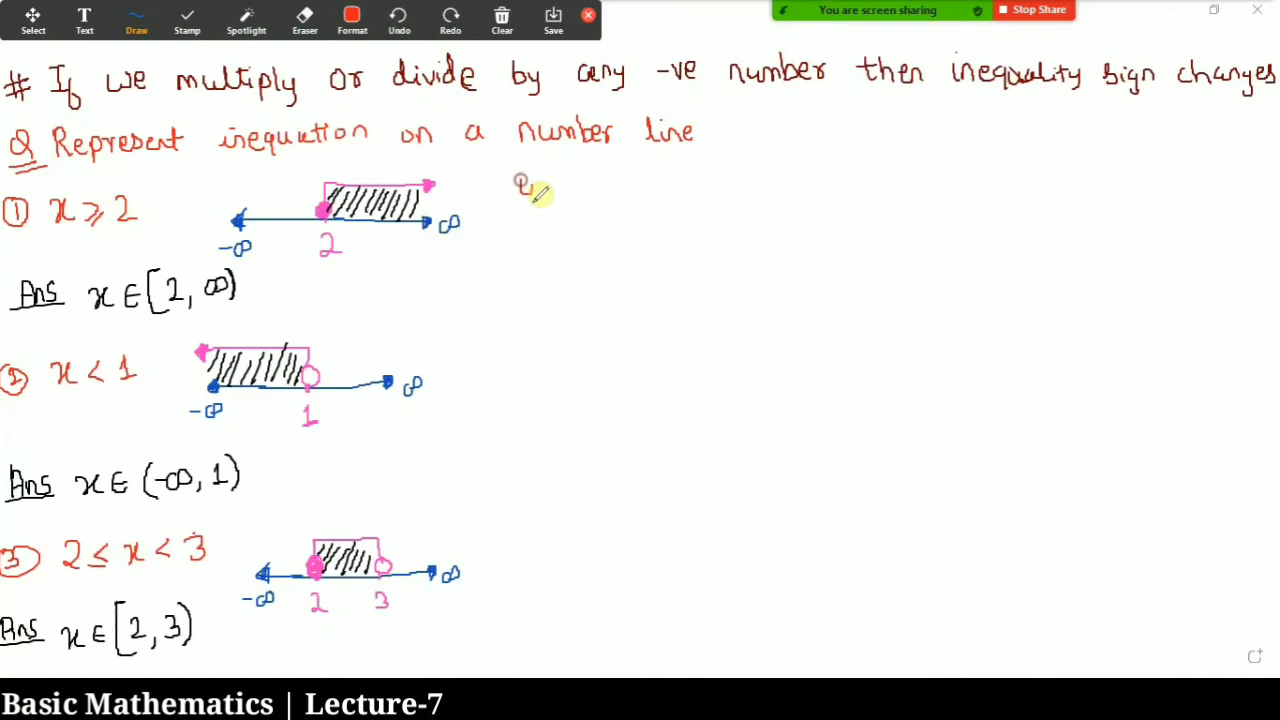 Select Text Draw Stamp Spotlight Eraser Format Undo Redo Clear Save
You are screen sharing Stop Share
# If we multiply or divide by any -ve number then inequality sign changes
Q Represent inequation on a number line
① x ⩾ 2
-∞ 2 ∞
Ans x ∈ [2, ∞)
② x < 1
-∞ 1 ∞
Ans x ∈ (-∞, 1)
③ 2 ≤ x < 3
-∞ 2 3 ∞
Ans x ∈ [2, 3)
Basic Mathematics | Lecture-7